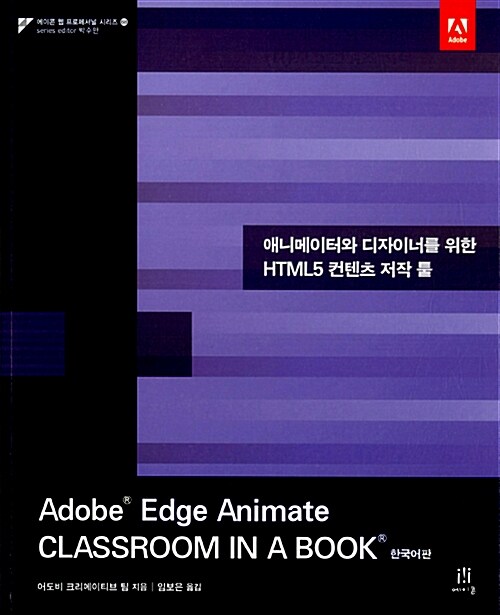 에이콘 웹 프로페셔널 시리즈
series editor 박수만
Adobe
애니메이터와 디자이너를 위한
HTML5 컨텐츠 저작 툴
Adobe® Edge Animate
CLASSROOM IN A BOOK® 한국어판
어도비 크리에이티브 팀 지음 | 임보은 옮김
에이콘